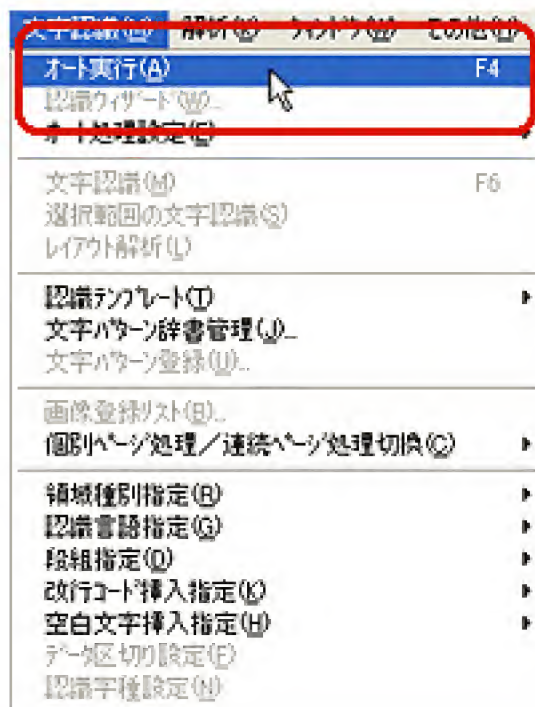 文字認識(M) 解析(K) ウィンドウ(W) その他(Y)
オート実行(A) F4
認識ウィザード(W)...
オート処理設定(E)
文字認識(M) F6
選択範囲の文字認識(S)
レイアウト解析(L)
認識テンプレート(T)
文字パターン辞書管理(J)...
文字パターン登録(U)...
画像登録リスト(B)...
個別ページ処理/連続ページ処理切換(C)
領域種別指定(R)
認識言語指定(G)
段組指定(D)
改行コード挿入指定(K)
空白文字挿入指定(H)
データ区切り設定(F)
認識字種設定(N)